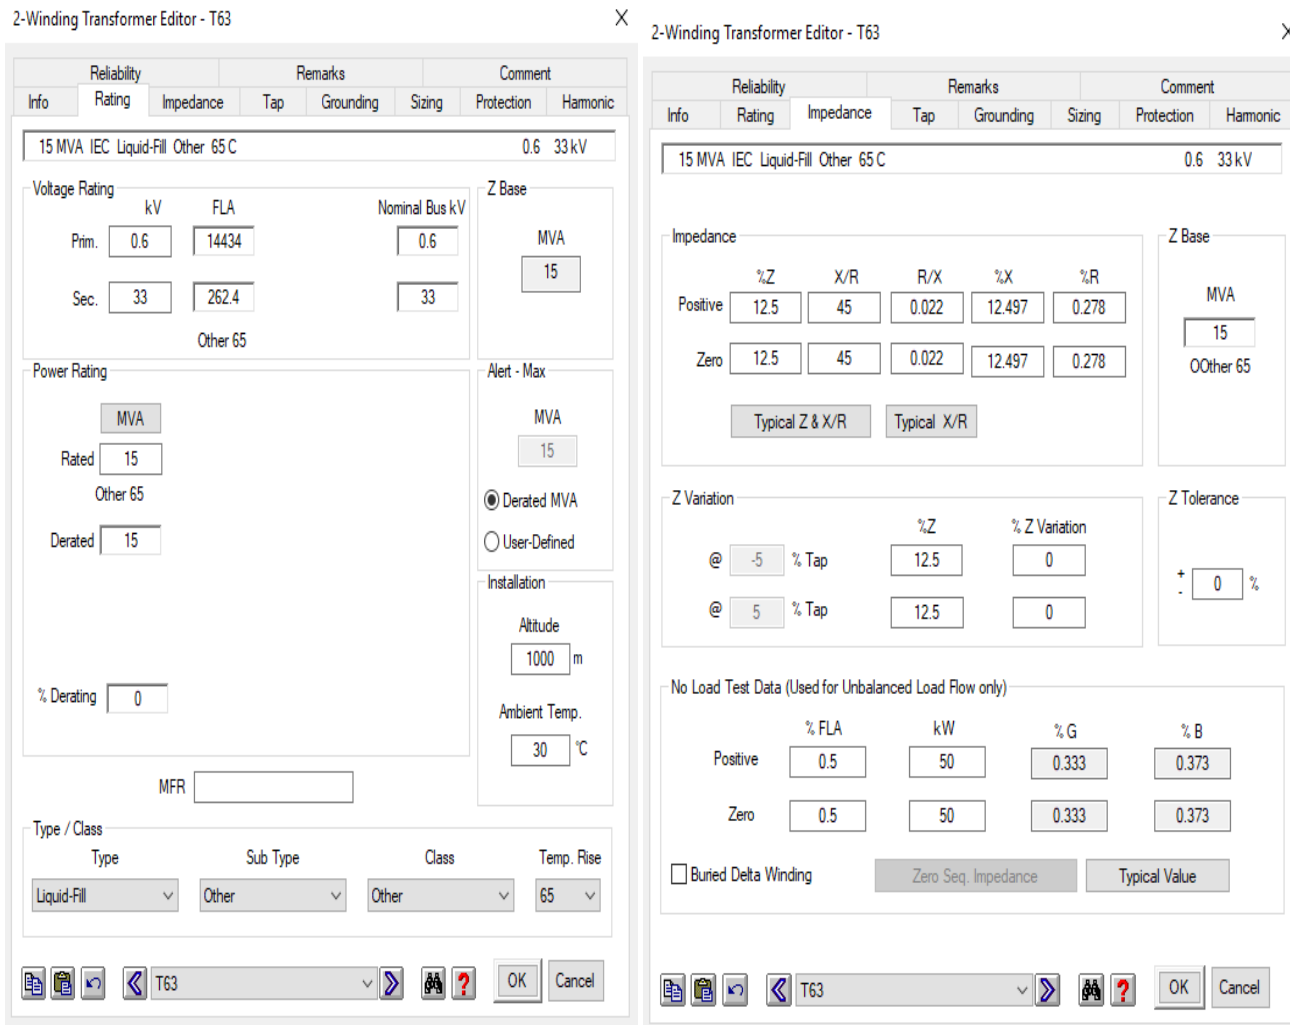 2-Winding Transformer Editor - T63
Reliability Remarks Comment
Info Rating Impedance Tap Grounding Sizing Protection Harmonic
15 MVA IEC Liquid-Fill Other 65 C 0.6 33 kV
Voltage Rating
kV FLA Nominal Bus kV
Prim. 0.6 14434 0.6
Sec. 33 262.4 33
Other 65
Z Base
MVA
15
Power Rating
MVA
Rated 15
Other 65
Derated 15
% Derating 0
Alert - Max
MVA
15
Derated MVA
User-Defined
Installation
Altitude
1000 m
Ambient Temp.
30 °C
MFR
Type / Class
Type Sub Type Class Temp. Rise
Liquid-Fill Other Other 65
T63 OK Cancel
2-Winding Transformer Editor - T63
Reliability Remarks Comment
Info Rating Impedance Tap Grounding Sizing Protection Harmonic
15 MVA IEC Liquid-Fill Other 65 C 0.6 33 kV
Impedance
%Z X/R R/X %X %R
Positive 12.5 45 0.022 12.497 0.278
Zero 12.5 45 0.022 12.497 0.278
Typical Z & X/R Typical X/R
Z Base
MVA
15
OOther 65
Z Variation
%Z % Z Variation
@ -5 % Tap 12.5 0
@ 5 % Tap 12.5 0
Z Tolerance
+
- 0 %
No Load Test Data (Used for Unbalanced Load Flow only)
% FLA kW % G % B
Positive 0.5 50 0.333 0.373
Zero 0.5 50 0.333 0.373
Buried Delta Winding Zero Seq. Impedance Typical Value
T63 OK Cancel